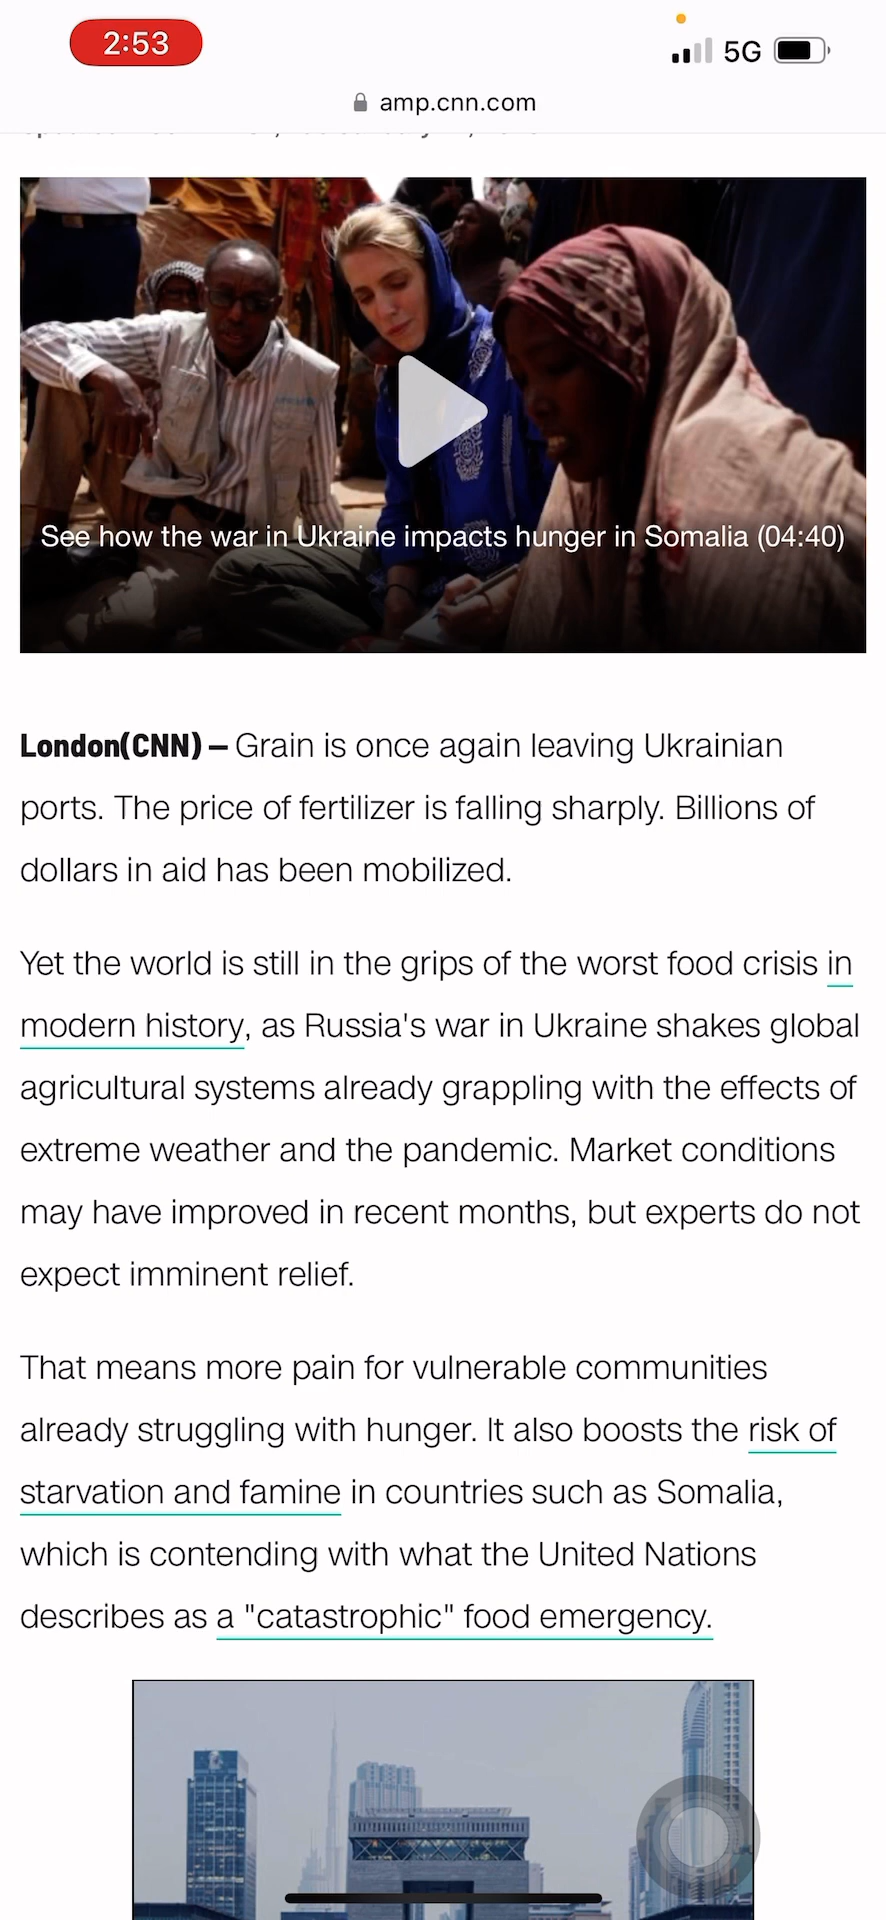 2:53
5G
amp.cnn.com
unicef
See how the war in Ukraine impacts hunger in Somalia (04:40)
London(CNN) – Grain is once again leaving Ukrainian
ports. The price of fertilizer is falling sharply. Billions of
dollars in aid has been mobilized.
Yet the world is still in the grips of the worst food crisis in
modern history, as Russia's war in Ukraine shakes global
agricultural systems already grappling with the effects of
extreme weather and the pandemic. Market conditions
may have improved in recent months, but experts do not
expect imminent relief.
That means more pain for vulnerable communities
already struggling with hunger. It also boosts the risk of
starvation and famine in countries such as Somalia,
which is contending with what the United Nations
describes as a "catastrophic" food emergency.